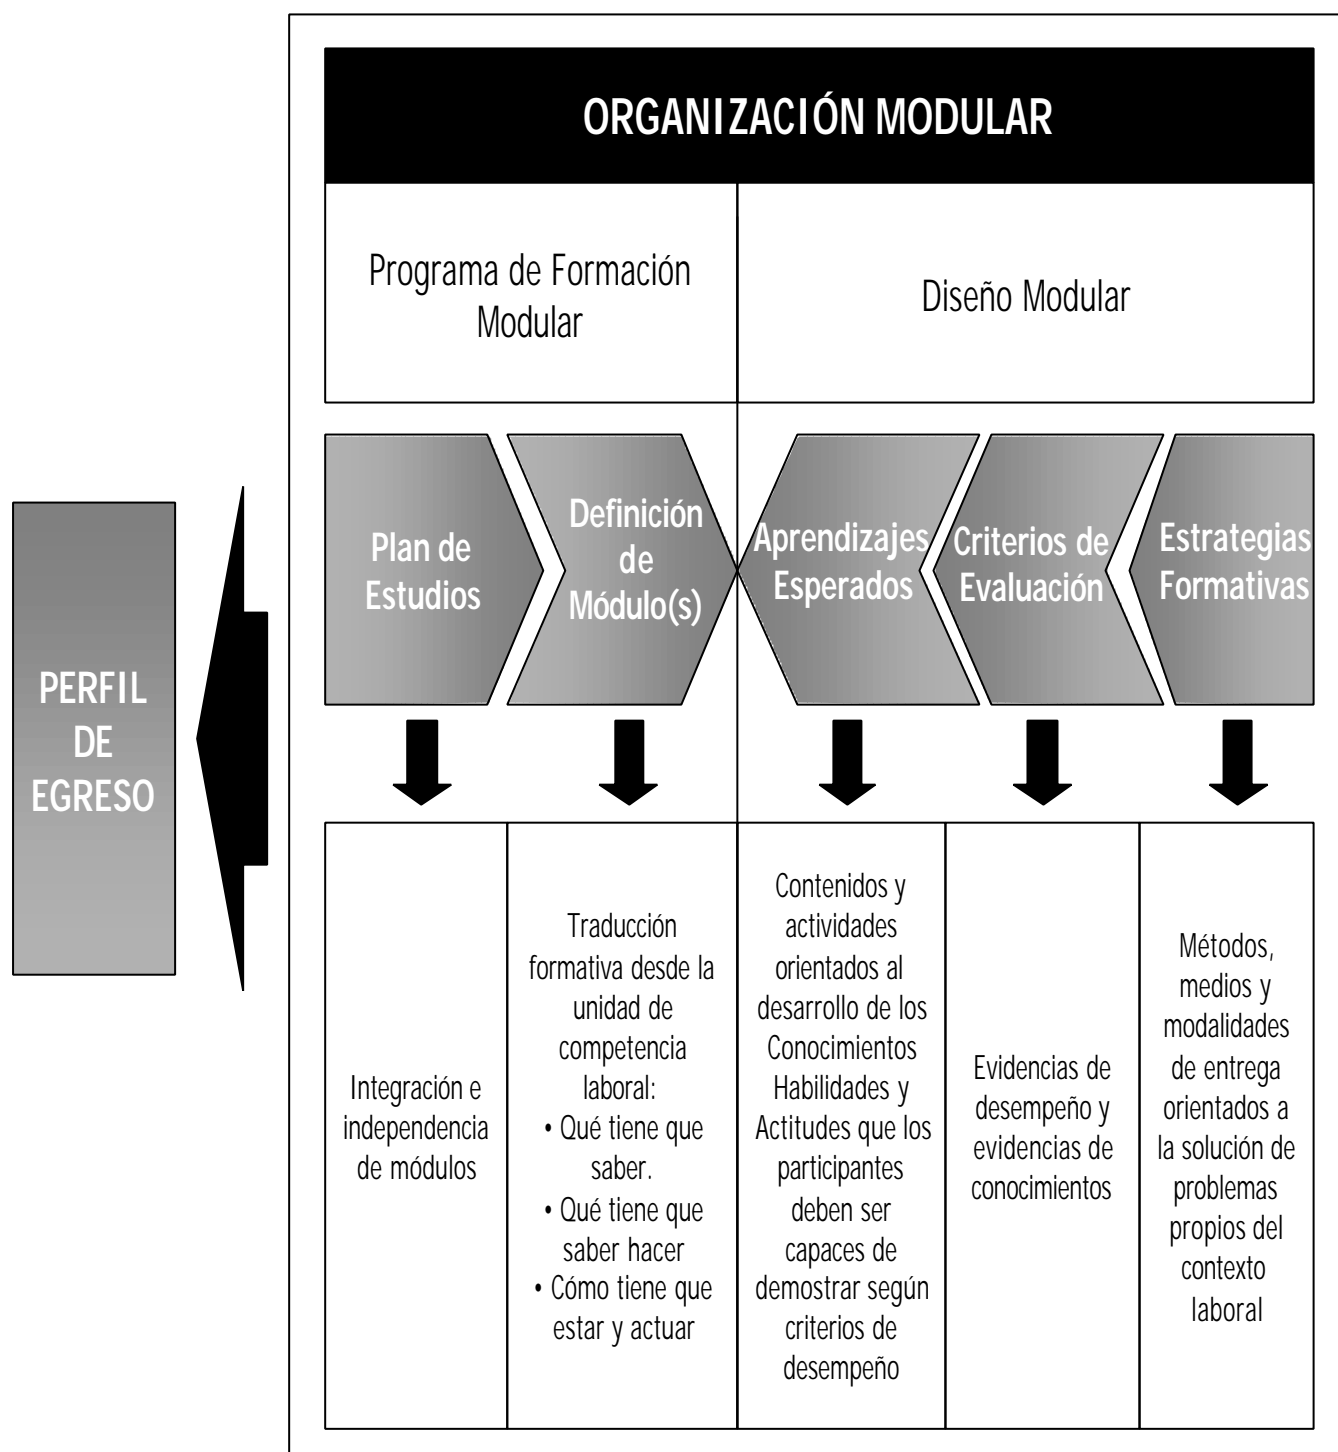 ORGANIZACIÓN MODULAR
Programa de Formación
Modular
Diseño Modular
Plan de
Estudios
Definición
de
Módulo(s)
Aprendizajes
Esperados
Criterios de
Evaluación
Estrategias
Formativas
PERFIL
DE
EGRESO
Integración e
independencia
de módulos
Traducción
formativa desde la
unidad de
competencia
laboral:
• Qué tiene que
saber.
• Qué tiene que
saber hacer
• Cómo tiene que
estar y actuar
Contenidos y
actividades
orientados al
desarrollo de los
Conocimientos
Habilidades y
Actitudes que los
participantes
deben ser
capaces de
demostrar según
criterios de
desempeño
Evidencias de
desempeño y
evidencias de
conocimientos
Métodos,
medios y
modalidades
de entrega
orientados a
la solución de
problemas
propios del
contexto
laboral